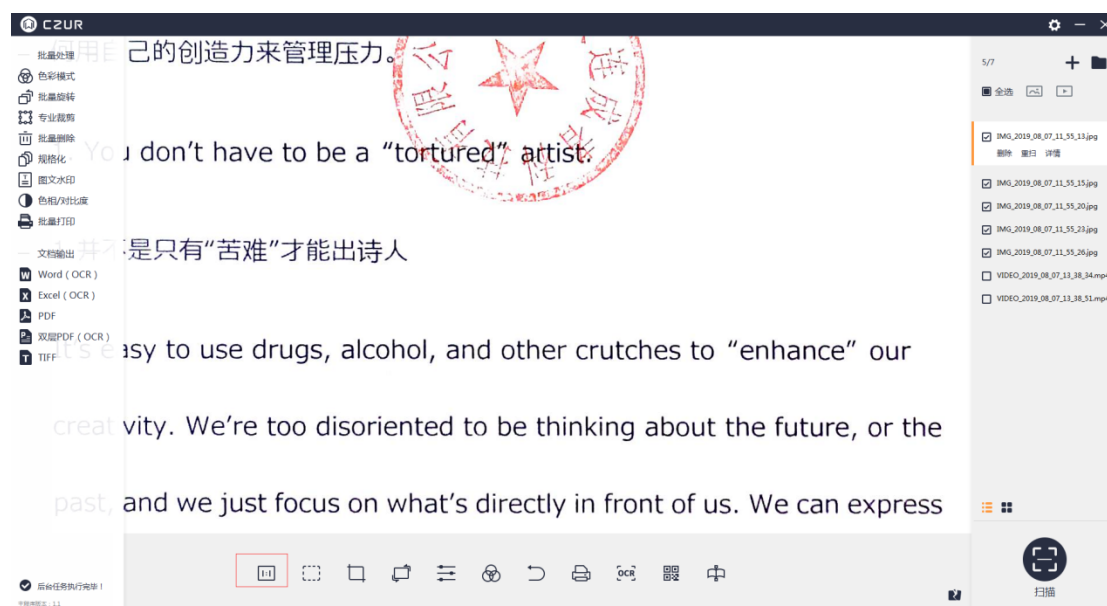 CZUR
批量处理
色彩模式
批量旋转
专业裁剪
批量删除
规格化
图文水印
色相/对比度
批量打印
文档输出
Word ( OCR )
Excel ( OCR )
PDF
双层PDF ( OCR )
TIFF
后台任务执行完毕！
己的创造力来管理压力。
1. You don’t have to be a “tortured” artist.
1.并不是只有“苦难”才能出诗人
It’s easy to use drugs, alcohol, and other crutches to “enhance” our
creativity. We’re too disoriented to be thinking about the future, or the
past, and we just focus on what’s directly in front of us. We can express
1:1
OCR
5/7
全选
IMG_2019_08_07_11_55_13.jpg
删除 重扫 详情
IMG_2019_08_07_11_55_15.jpg
IMG_2019_08_07_11_55_20.jpg
IMG_2019_08_07_11_55_23.jpg
IMG_2019_08_07_11_55_26.jpg
VIDEO_2019_08_07_13_38_34.mp4
VIDEO_2019_08_07_13_38_51.mp4
扫描